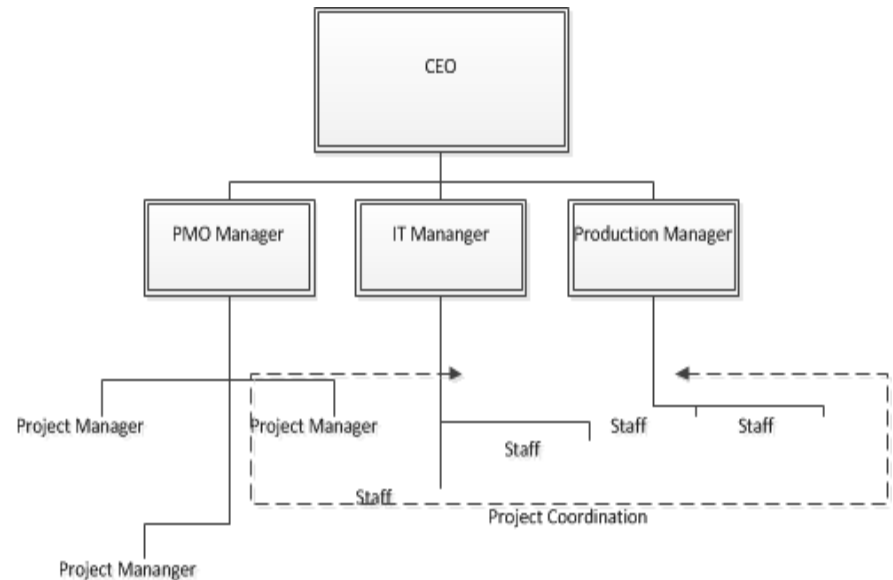 CEO
PMO Manager
IT Mananger
Production Manager
Project Manager
Project Manager
Staff
Staff
Staff
Staff
Project Coordination
Project Mananger